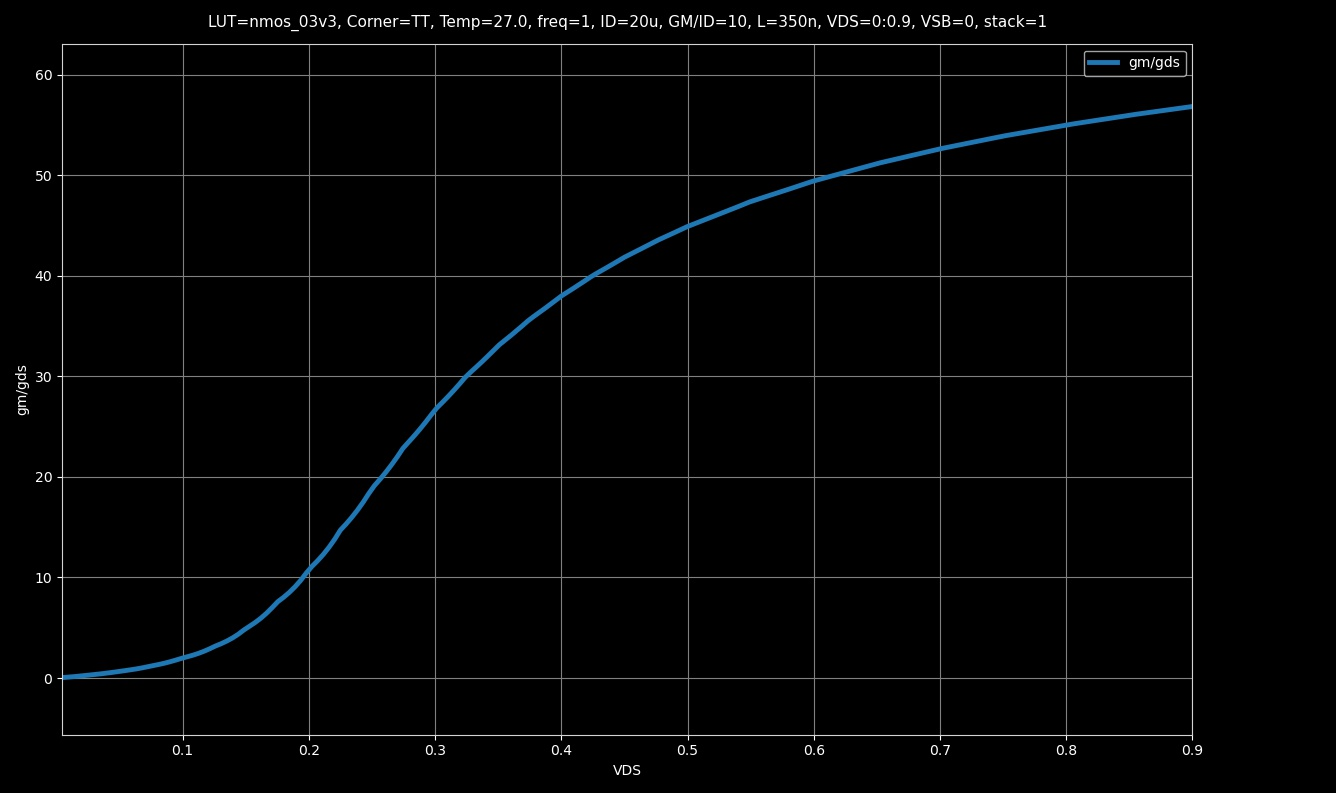 LUT=nmos_03v3, Corner=TT, Temp=27.0, freq=1, ID=20u, GM/ID=10, L=350n, VDS=0:0.9, VSB=0, stack=1
gm/gds
60
50
40
30
20
10
0
gm/gds
0.1 0.2 0.3 0.4 0.5 0.6 0.7 0.8 0.9
VDS